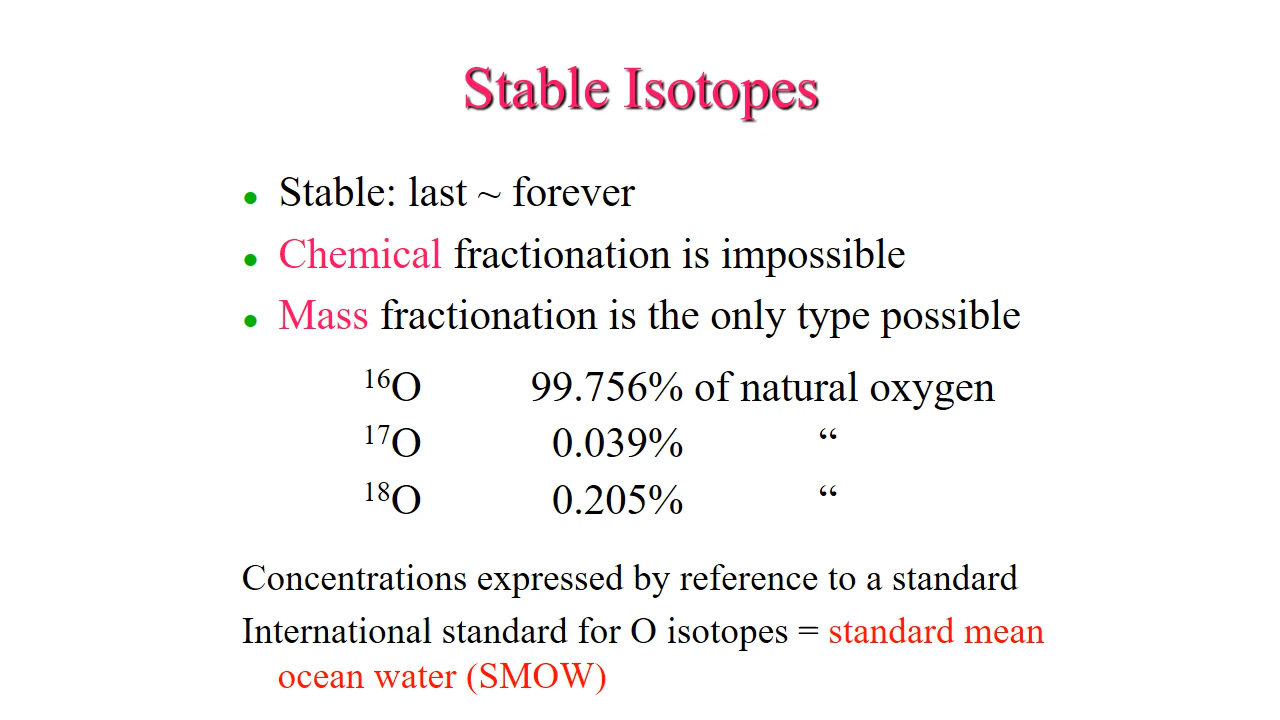 Stable Isotopes
• Stable: last ~ forever
• Chemical fractionation is impossible
• Mass fractionation is the only type possible
¹⁶O 99.756% of natural oxygen
¹⁷O 0.039% “
¹⁸O 0.205% “
Concentrations expressed by reference to a standard
International standard for O isotopes = standard mean
ocean water (SMOW)